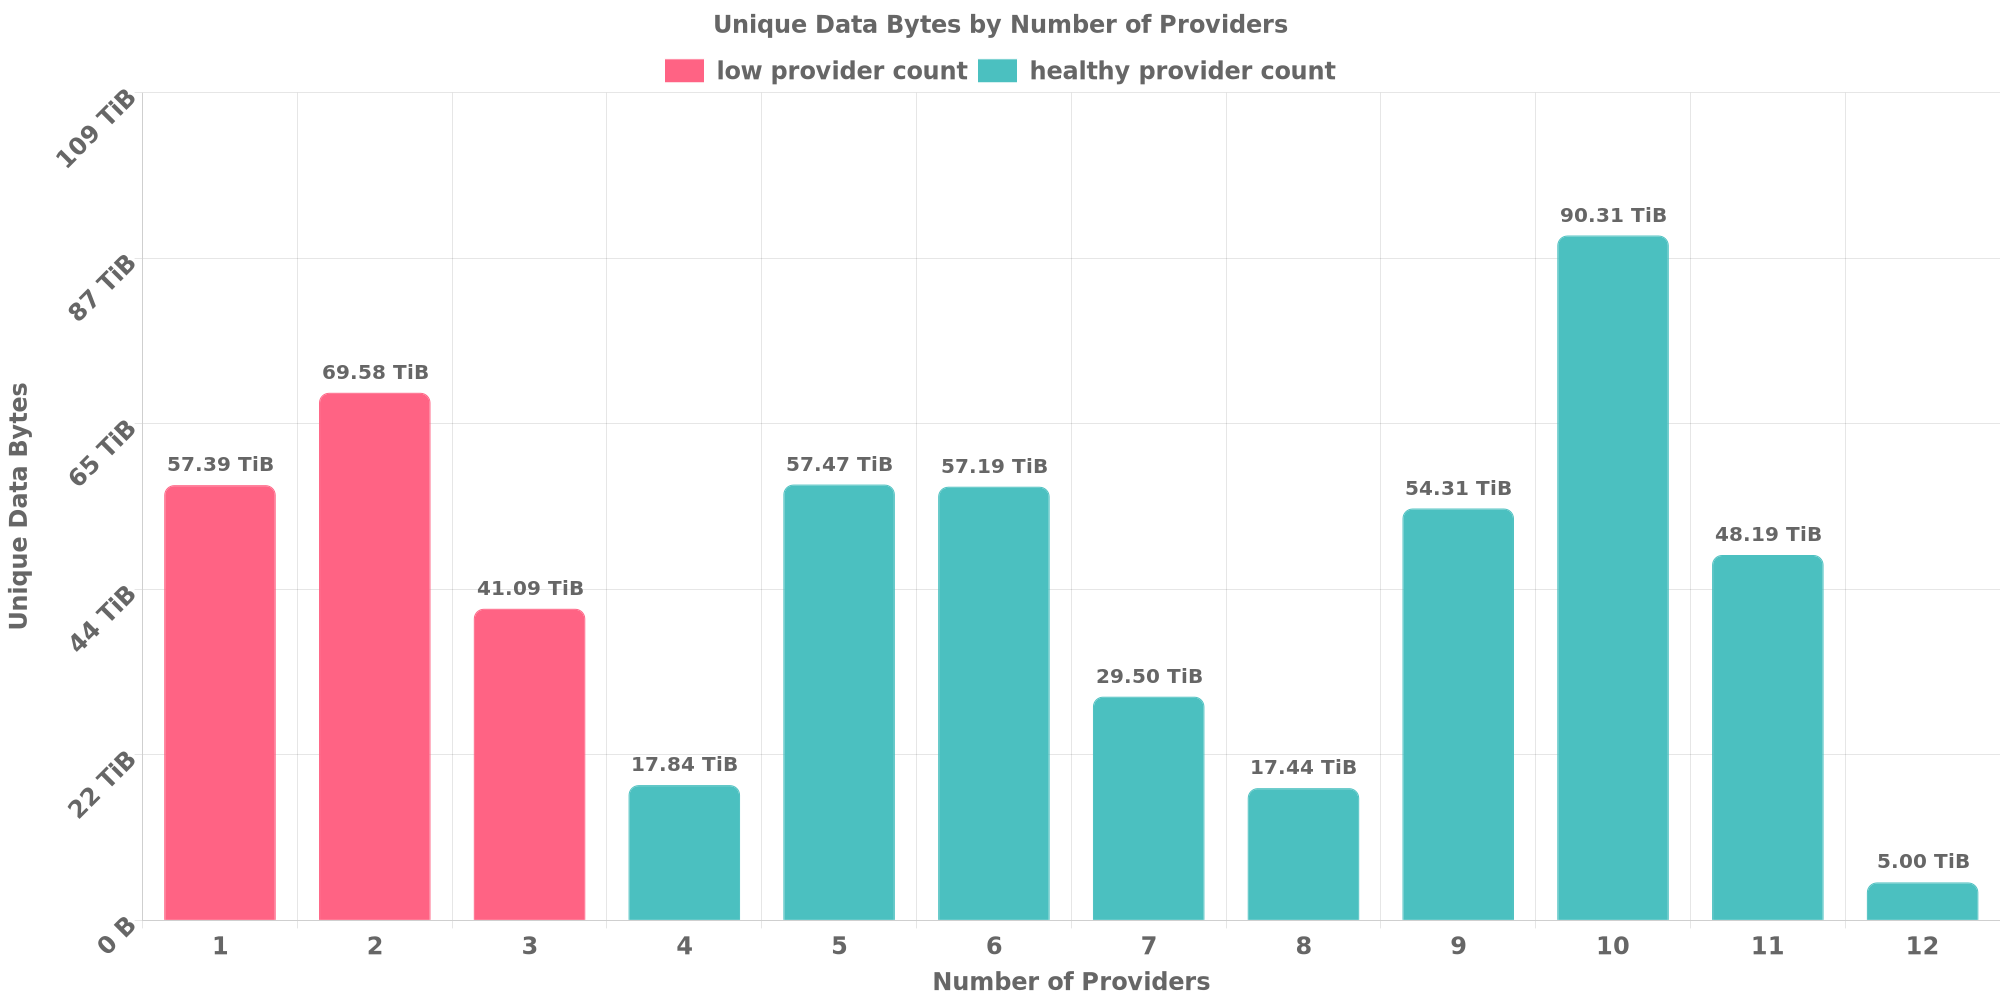 Unique Data Bytes by Number of Providers
low provider count healthy provider count
109 TiB
87 TiB
65 TiB
44 TiB
22 TiB
0 B
Unique Data Bytes
57.39 TiB
69.58 TiB
41.09 TiB
17.84 TiB
57.47 TiB
57.19 TiB
29.50 TiB
17.44 TiB
54.31 TiB
90.31 TiB
48.19 TiB
5.00 TiB
1 2 3 4 5 6 7 8 9 10 11 12
Number of Providers